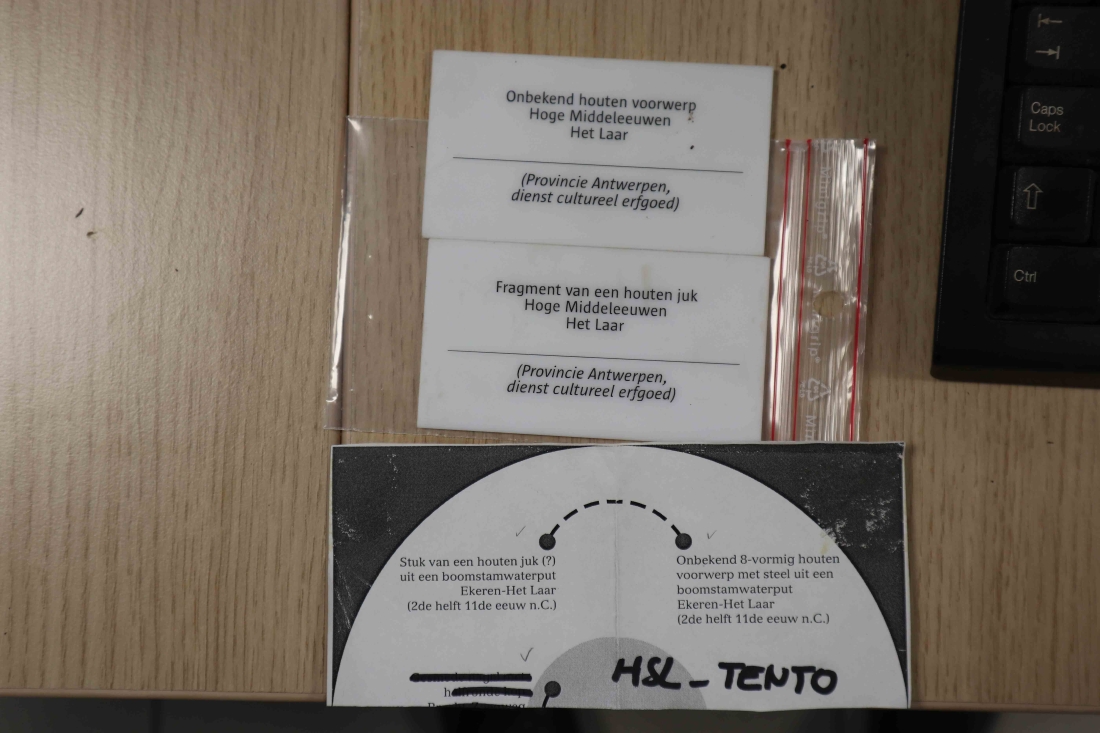 Onbekend houten voorwerp
Hoge Middeleeuwen
Het Laar
(Provincie Antwerpen,
dienst cultureel erfgoed)
Fragment van een houten juk
Hoge Middeleeuwen
Het Laar
(Provincie Antwerpen,
dienst cultureel erfgoed)
Minigrip®
Caps
Lock
Ctrl
Stuk van een houten juk (?)
uit een boomstamwaterput
Ekeren-Het Laar
(2de helft 11de eeuw n.C.)
Onbekend 8-vormig houten
voorwerp met steel uit een
boomstamwaterput
Ekeren-Het Laar
(2de helft 11de eeuw n.C.)
HSL_TENTO